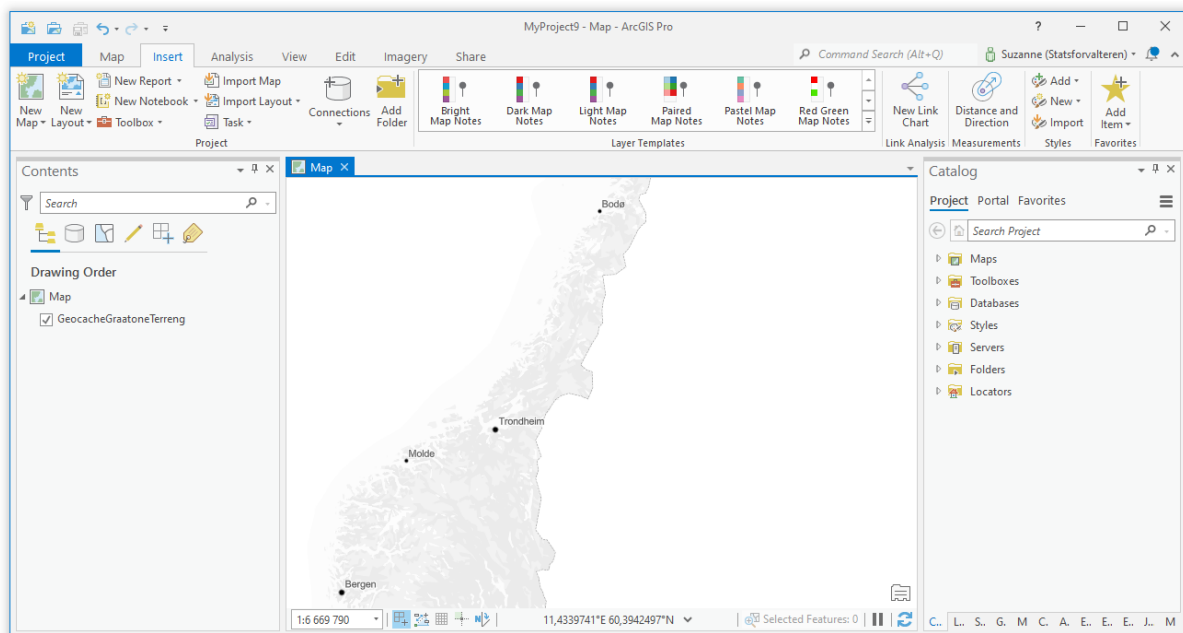 MyProject9 - Map - ArcGIS Pro
?
Project Map Insert Analysis View Edit Imagery Share
Command Search (Alt+Q)
Suzanne (Statsforvalteren)
New Map
New Layout
New Report
New Notebook
Toolbox
Import Map
Import Layout
Task
Connections
Add Folder
Project
Bright Map Notes
Dark Map Notes
Light Map Notes
Paired Map Notes
Pastel Map Notes
Red Green Map Notes
Layer Templates
New Link Chart
Link Analysis
Distance and Direction
Measurements
Add
New
Import
Styles
Add Item
Favorites
Contents
Search
Drawing Order
Map
GeocacheGraatoneTerreng
Map
Bodø
Trondheim
Molde
Bergen
1:6 669 790
11,4339741°E 60,3942497°N
Selected Features: 0
Catalog
Project Portal Favorites
Search Project
Maps
Toolboxes
Databases
Styles
Servers
Folders
Locators
C.. L.. S.. G. M C. A. E.. E.. E. J.. M